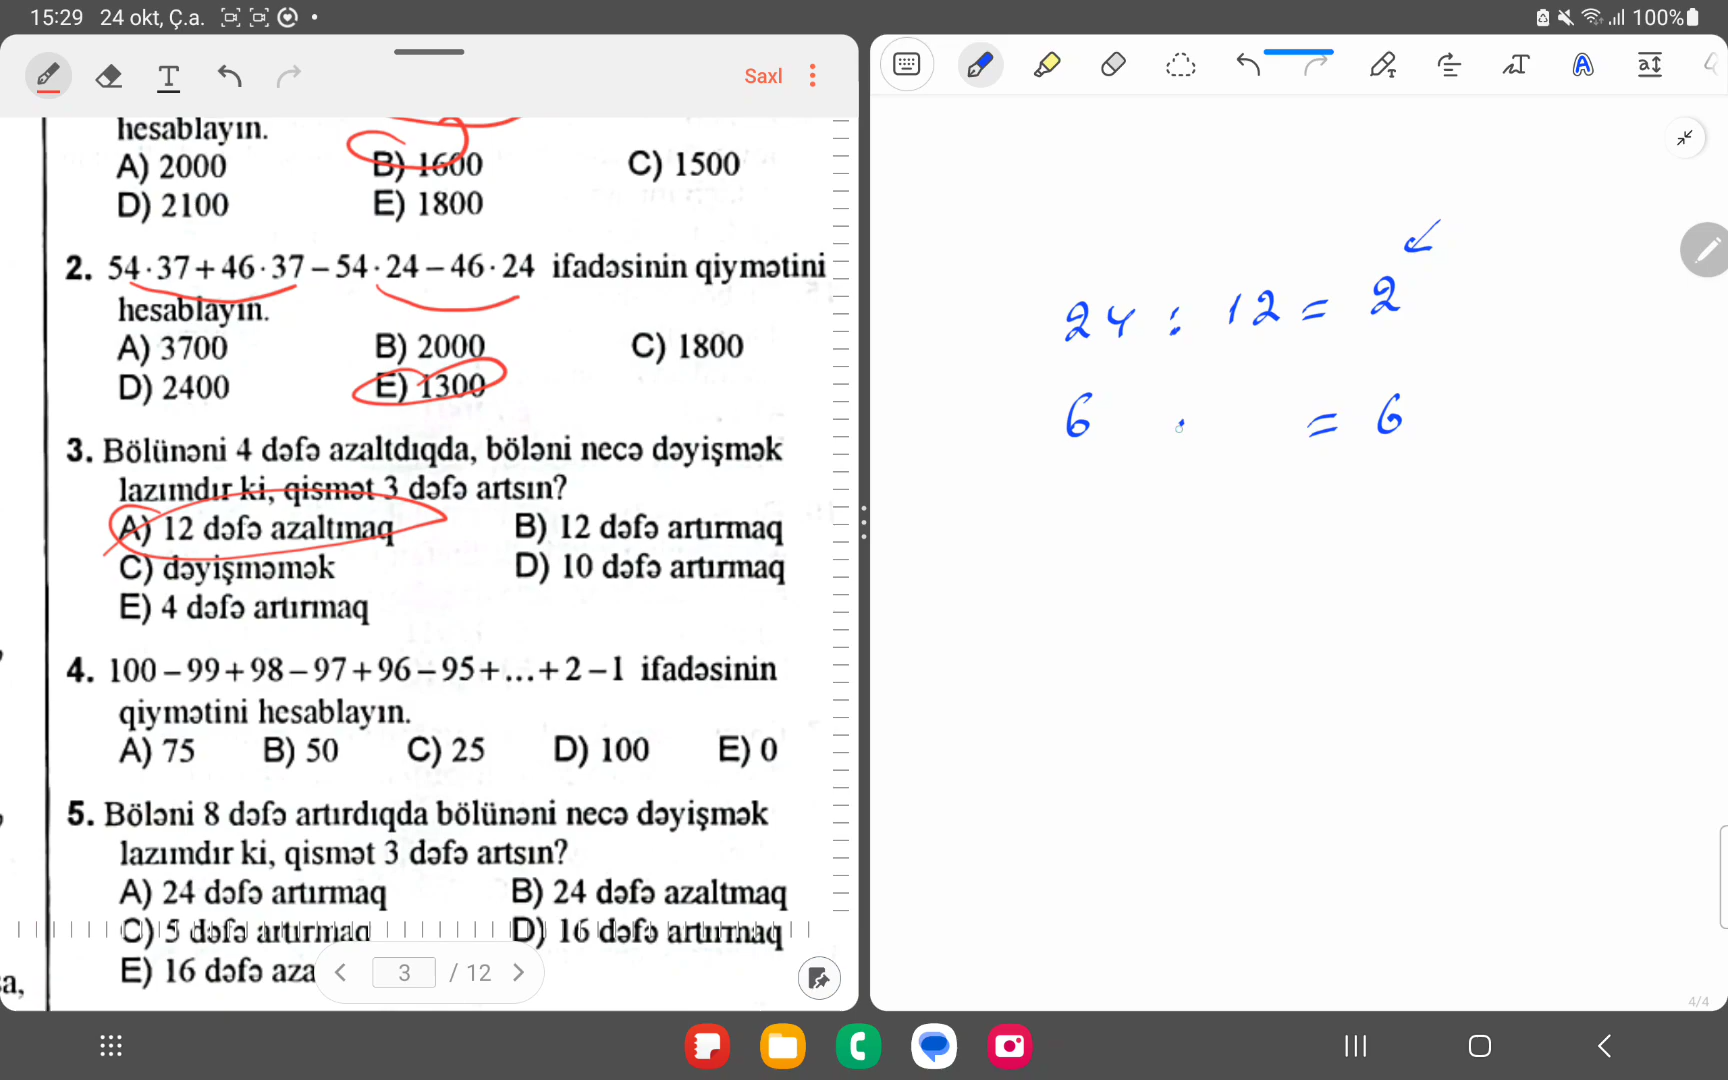 15:29 24 okt, Ç.a. 100%
Saxl
hesablayın.
A) 2000 B) 1600 C) 1500
D) 2100 E) 1800
2. 54·37+46·37–54·24–46·24 ifadəsinin qiymətini
hesablayın.
A) 3700 B) 2000 C) 1800
D) 2400 E) 1300
3. Bölünəni 4 dəfə azaltdıqda, böləni necə dəyişmək
lazımdır ki, qismət 3 dəfə artsın?
A) 12 dəfə azaltmaq B) 12 dəfə artırmaq
C) dəyişməmək D) 10 dəfə artırmaq
E) 4 dəfə artırmaq
4. 100–99+98–97+96–95+...+2–1 ifadəsinin
qiymətini hesablayın.
A) 75 B) 50 C) 25 D) 100 E) 0
5. Böləni 8 dəfə artırdıqda bölünəni necə dəyişmək
lazımdır ki, qismət 3 dəfə artsın?
A) 24 dəfə artırmaq B) 24 dəfə azaltmaq
C) 5 dəfə artırmaq D) 16 dəfə artırmaq
E) 16 dəfə aza
3 / 12
24 : 12 = 2
6 · = 6
4/4